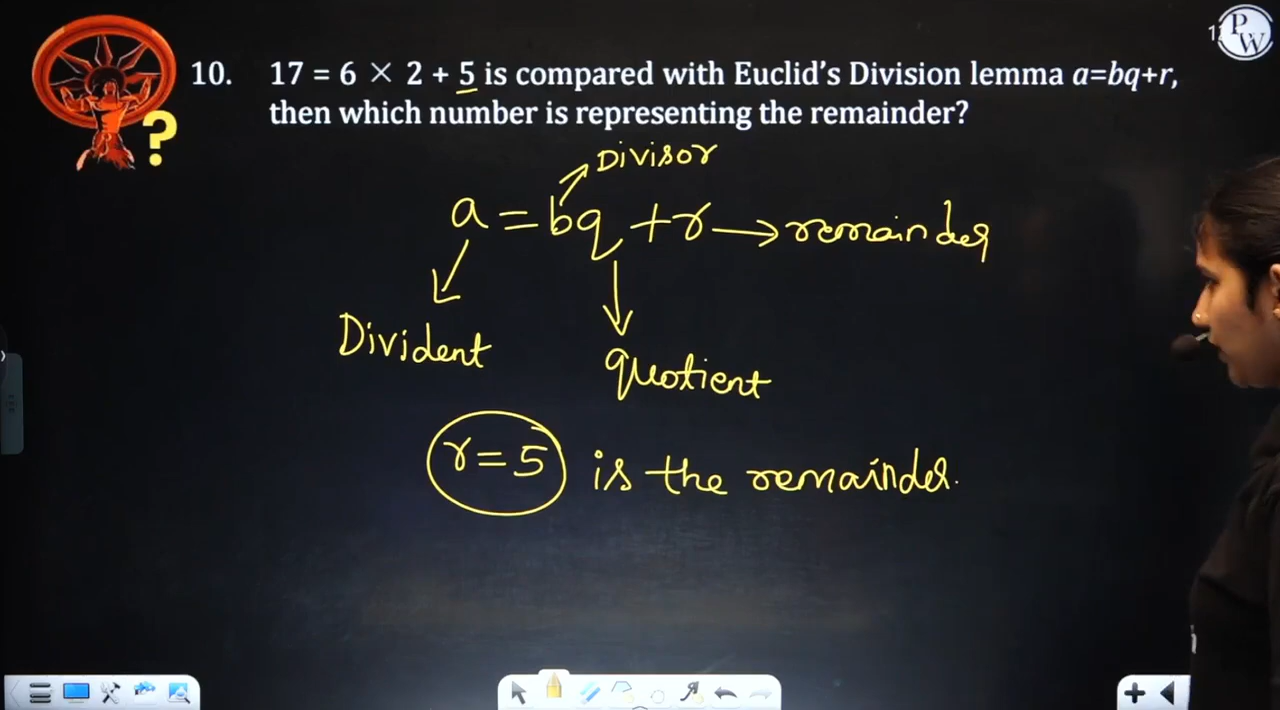 PW
10. 17 = 6 × 2 + 5 is compared with Euclid's Division lemma a=bq+r,
then which number is representing the remainder?
Divisor
a = bq + r → remainder
Divident
quotient
r = 5 is the remainder.